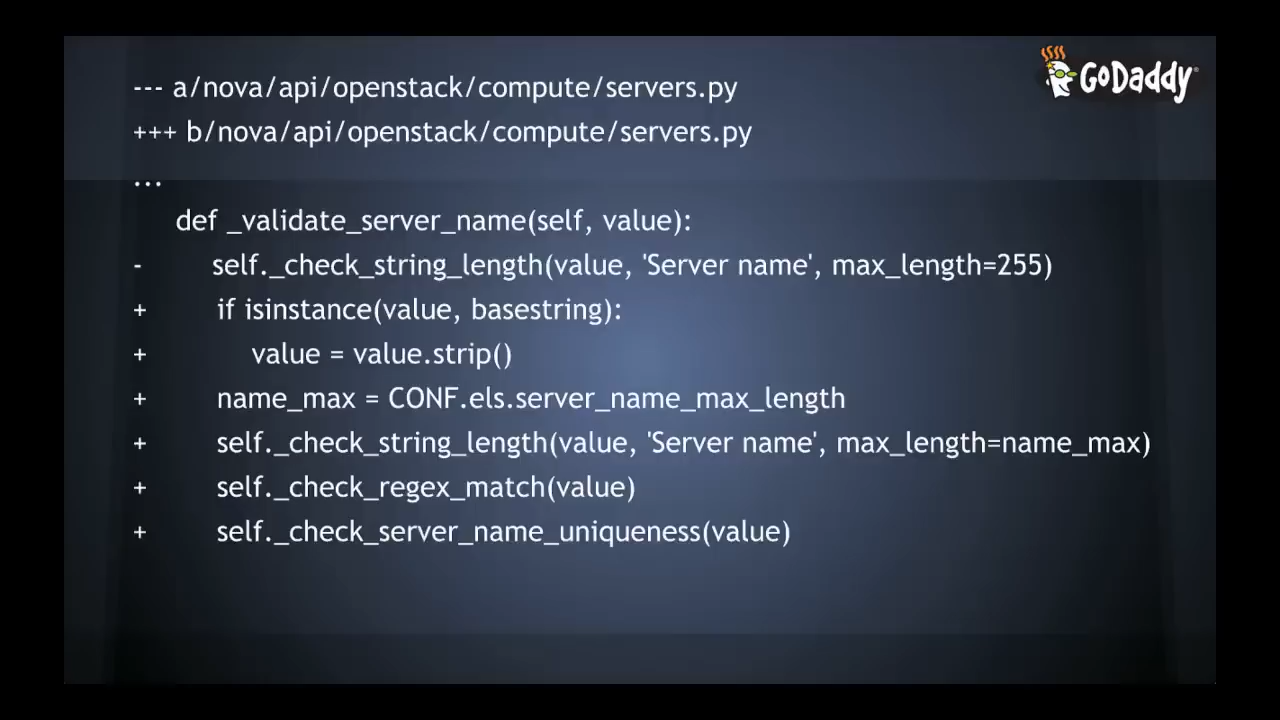 GoDaddy
--- a/nova/api/openstack/compute/servers.py
+++ b/nova/api/openstack/compute/servers.py
...
def _validate_server_name(self, value):
- self._check_string_length(value, 'Server name', max_length=255)
+ if isinstance(value, basestring):
+ value = value.strip()
+ name_max = CONF.els.server_name_max_length
+ self._check_string_length(value, 'Server name', max_length=name_max)
+ self._check_regex_match(value)
+ self._check_server_name_uniqueness(value)